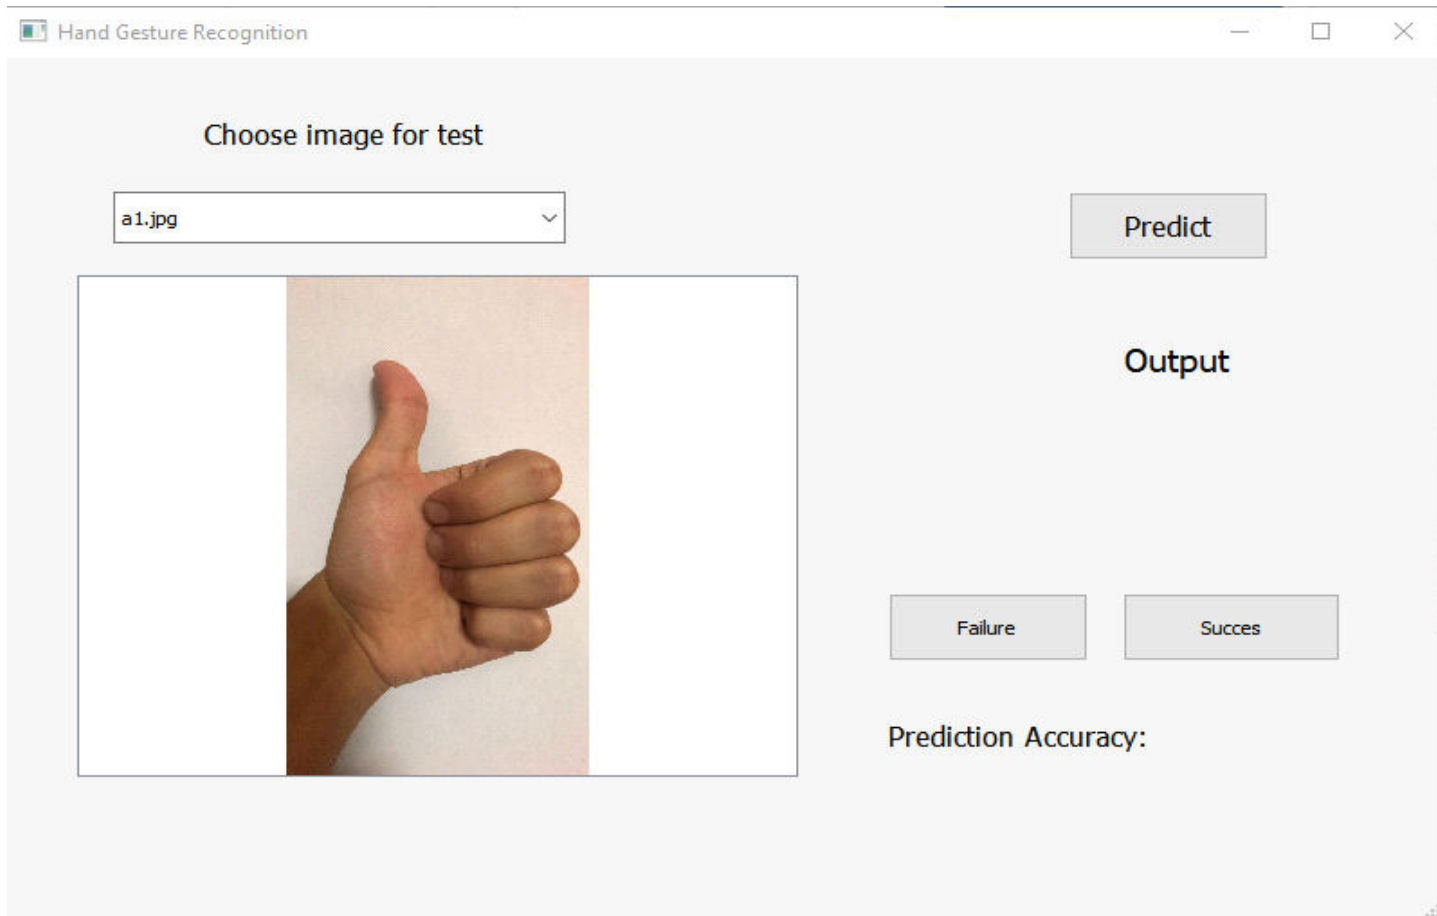 Hand Gesture Recognition
Choose image for test
a1.jpg
Predict
Output
Failure
Succes
Prediction Accuracy: